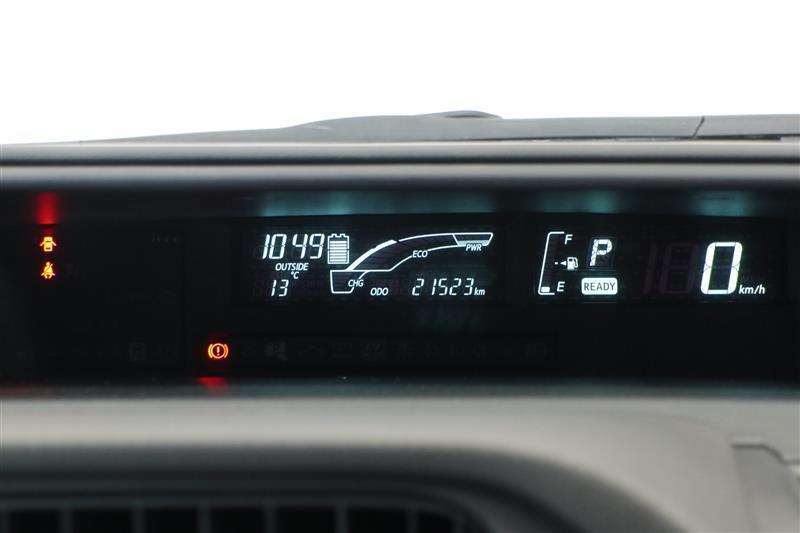 10:49
OUTSIDE
°C
13
ECO
PWR
CHG
ODO 21523 km
F
E
P
READY
0 km/h